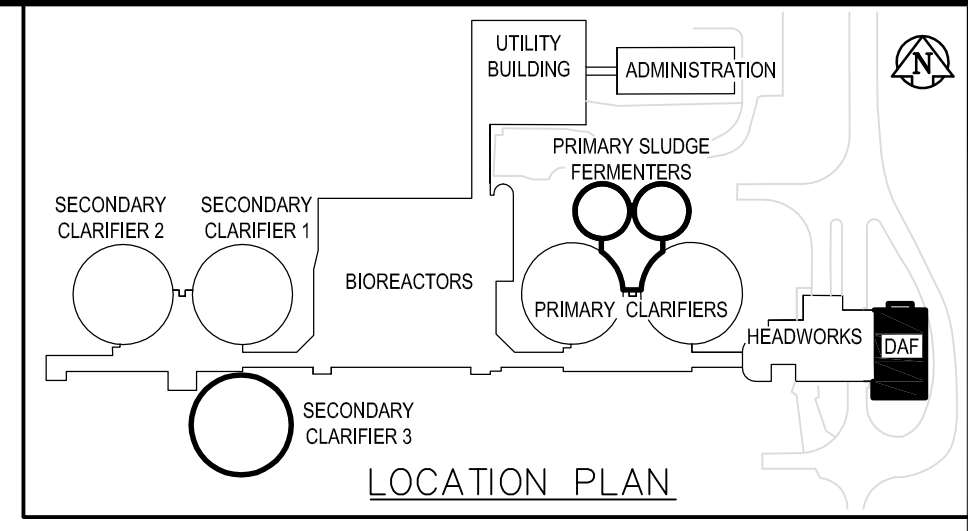 UTILITY
BUILDING
ADMINISTRATION
N
PRIMARY SLUDGE
FERMENTERS
SECONDARY
CLARIFIER 2
SECONDARY
CLARIFIER 1
BIOREACTORS
PRIMARY CLARIFIERS
HEADWORKS
DAF
SECONDARY
CLARIFIER 3
LOCATION PLAN